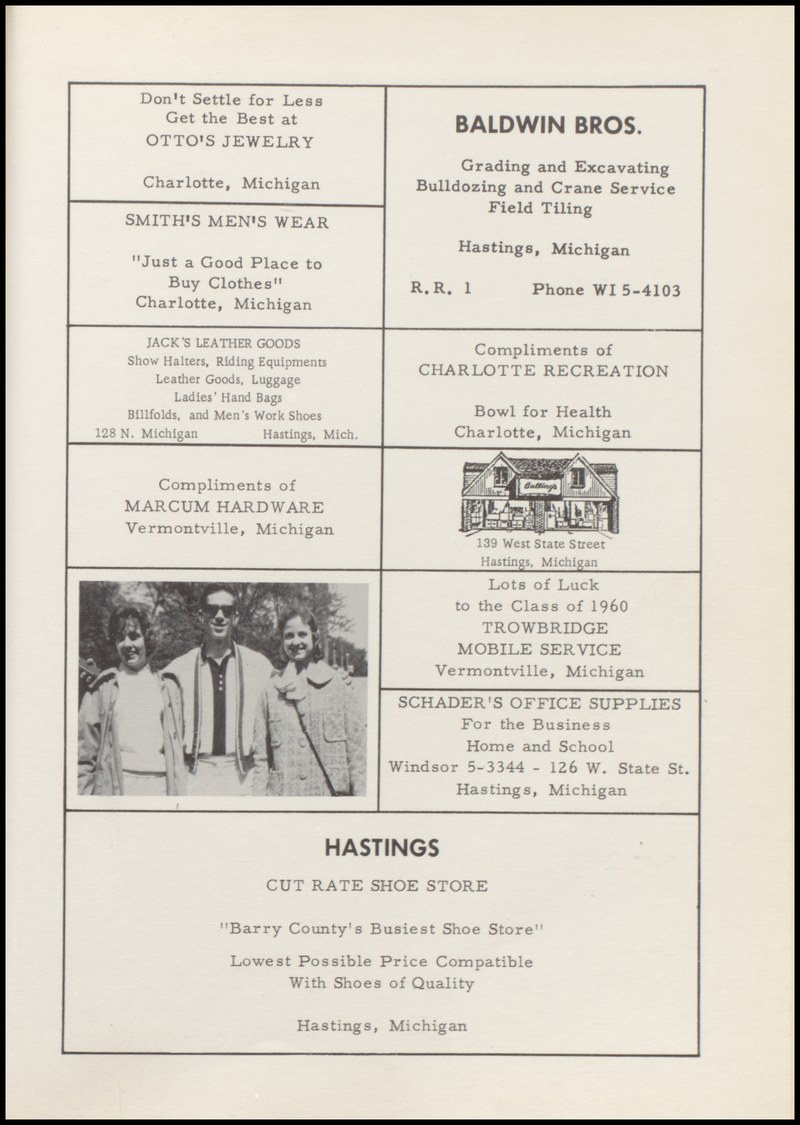 Don't Settle for Less
Get the Best at
OTTO'S JEWELRY
Charlotte, Michigan
BALDWIN BROS.
Grading and Excavating
Bulldozing and Crane Service
Field Tiling
Hastings, Michigan
R. R. 1 Phone WI 5-4103
SMITH'S MEN'S WEAR
"Just a Good Place to
Buy Clothes"
Charlotte, Michigan
JACK'S LEATHER GOODS
Show Halters, Riding Equipments
Leather Goods, Luggage
Ladies' Hand Bags
Billfolds, and Men's Work Shoes
128 N. Michigan Hastings, Mich.
Compliments of
CHARLOTTE RECREATION
Bowl for Health
Charlotte, Michigan
Compliments of
MARCUM HARDWARE
Vermontville, Michigan
139 West State Street
Hastings, Michigan
Lots of Luck
to the Class of 1960
TROWBRIDGE
MOBILE SERVICE
Vermontville, Michigan
SCHADER'S OFFICE SUPPLIES
For the Business
Home and School
Windsor 5-3344 - 126 W. State St.
Hastings, Michigan
HASTINGS
CUT RATE SHOE STORE
"Barry County's Busiest Shoe Store"
Lowest Possible Price Compatible
With Shoes of Quality
Hastings, Michigan